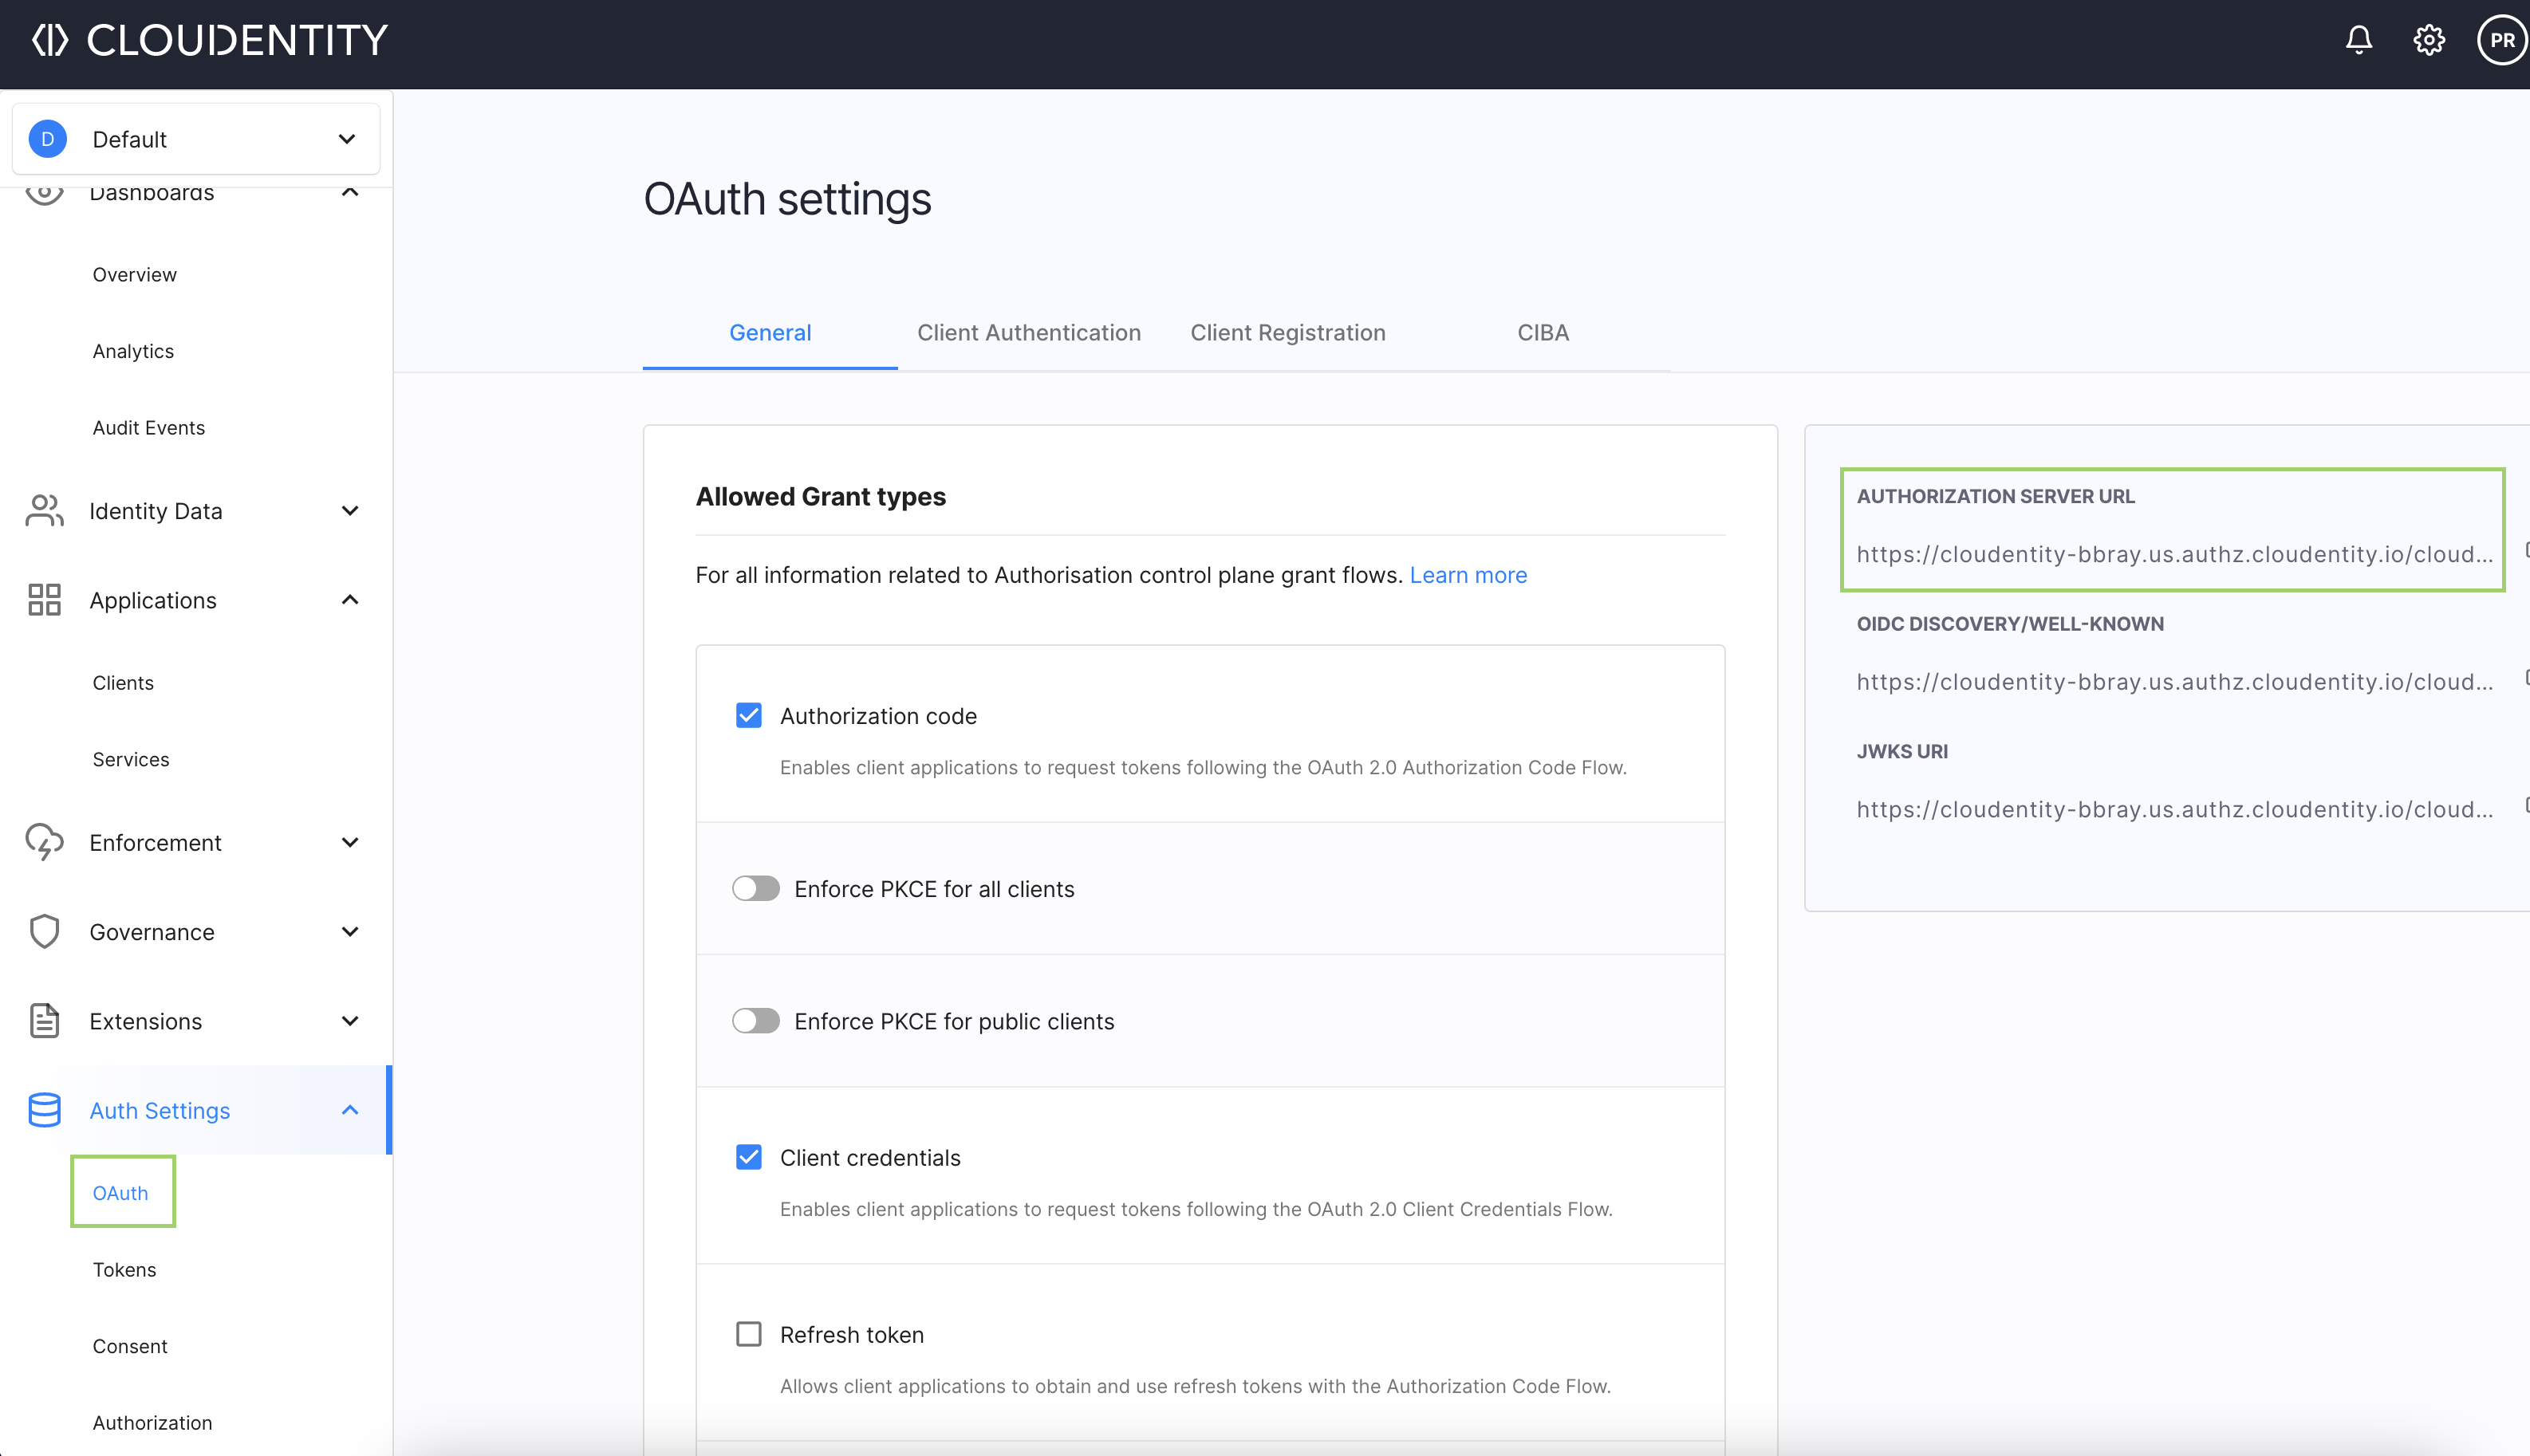 CLOUDENTITY
PR
D Default
Dashboards
Overview
Analytics
Audit Events
Identity Data
Applications
Clients
Services
Enforcement
Governance
Extensions
Auth Settings
OAuth
Tokens
Consent
Authorization
OAuth settings
General Client Authentication Client Registration CIBA
Allowed Grant types
For all information related to Authorisation control plane grant flows. Learn more
Authorization code
Enables client applications to request tokens following the OAuth 2.0 Authorization Code Flow.
Enforce PKCE for all clients
Enforce PKCE for public clients
Client credentials
Enables client applications to request tokens following the OAuth 2.0 Client Credentials Flow.
Refresh token
Allows client applications to obtain and use refresh tokens with the Authorization Code Flow.
AUTHORIZATION SERVER URL
https://cloudentity-bbray.us.authz.cloudentity.io/cloud...
OIDC DISCOVERY/WELL-KNOWN
https://cloudentity-bbray.us.authz.cloudentity.io/cloud...
JWKS URI
https://cloudentity-bbray.us.authz.cloudentity.io/cloud...